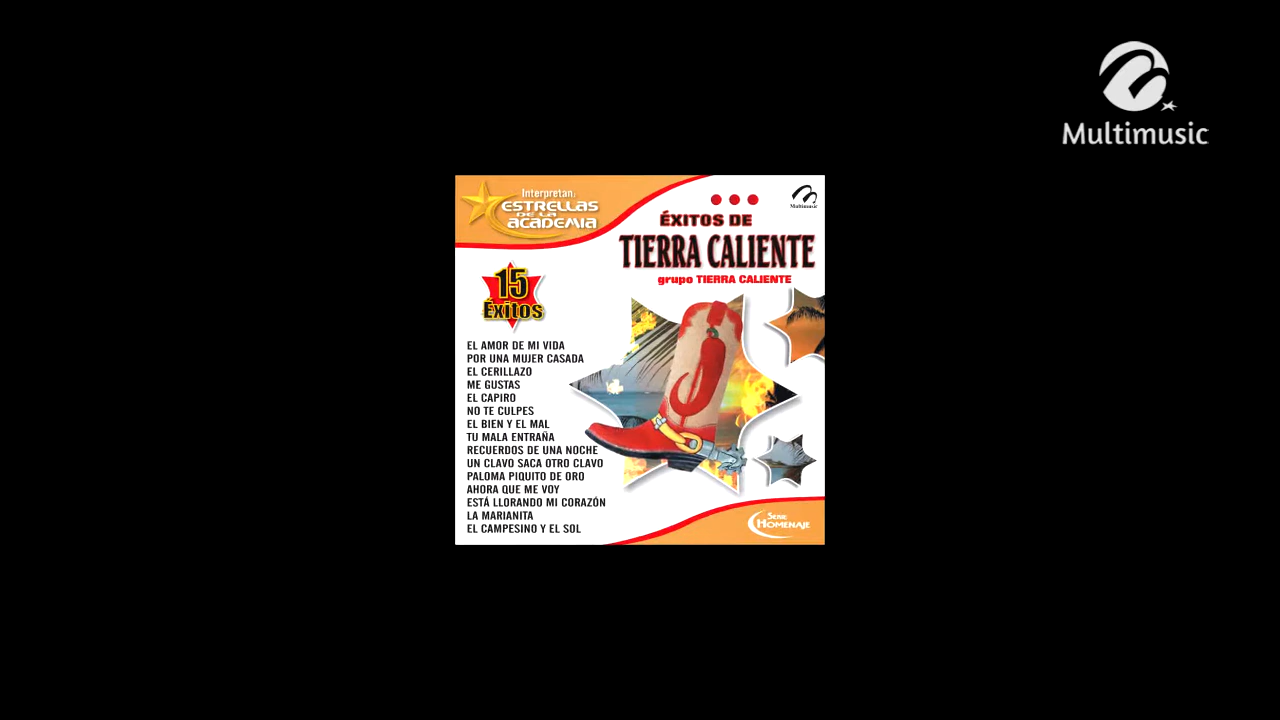 Multimusic
Interpretan:
ESTRELLAS
DE LA
ACADEMIA
Multimusic
ÉXITOS DE
TIERRA CALIENTE
grupo TIERRA CALIENTE
15
Éxitos
EL AMOR DE MI VIDA
POR UNA MUJER CASADA
EL CERILLAZO
ME GUSTAS
EL CAPIRO
NO TE CULPES
EL BIEN Y EL MAL
TU MALA ENTRAÑA
RECUERDOS DE UNA NOCHE
UN CLAVO SACA OTRO CLAVO
PALOMA PIQUITO DE ORO
AHORA QUE ME VOY
ESTÁ LLORANDO MI CORAZÓN
LA MARIANITA
EL CAMPESINO Y EL SOL
SERIE
HOMENAJE